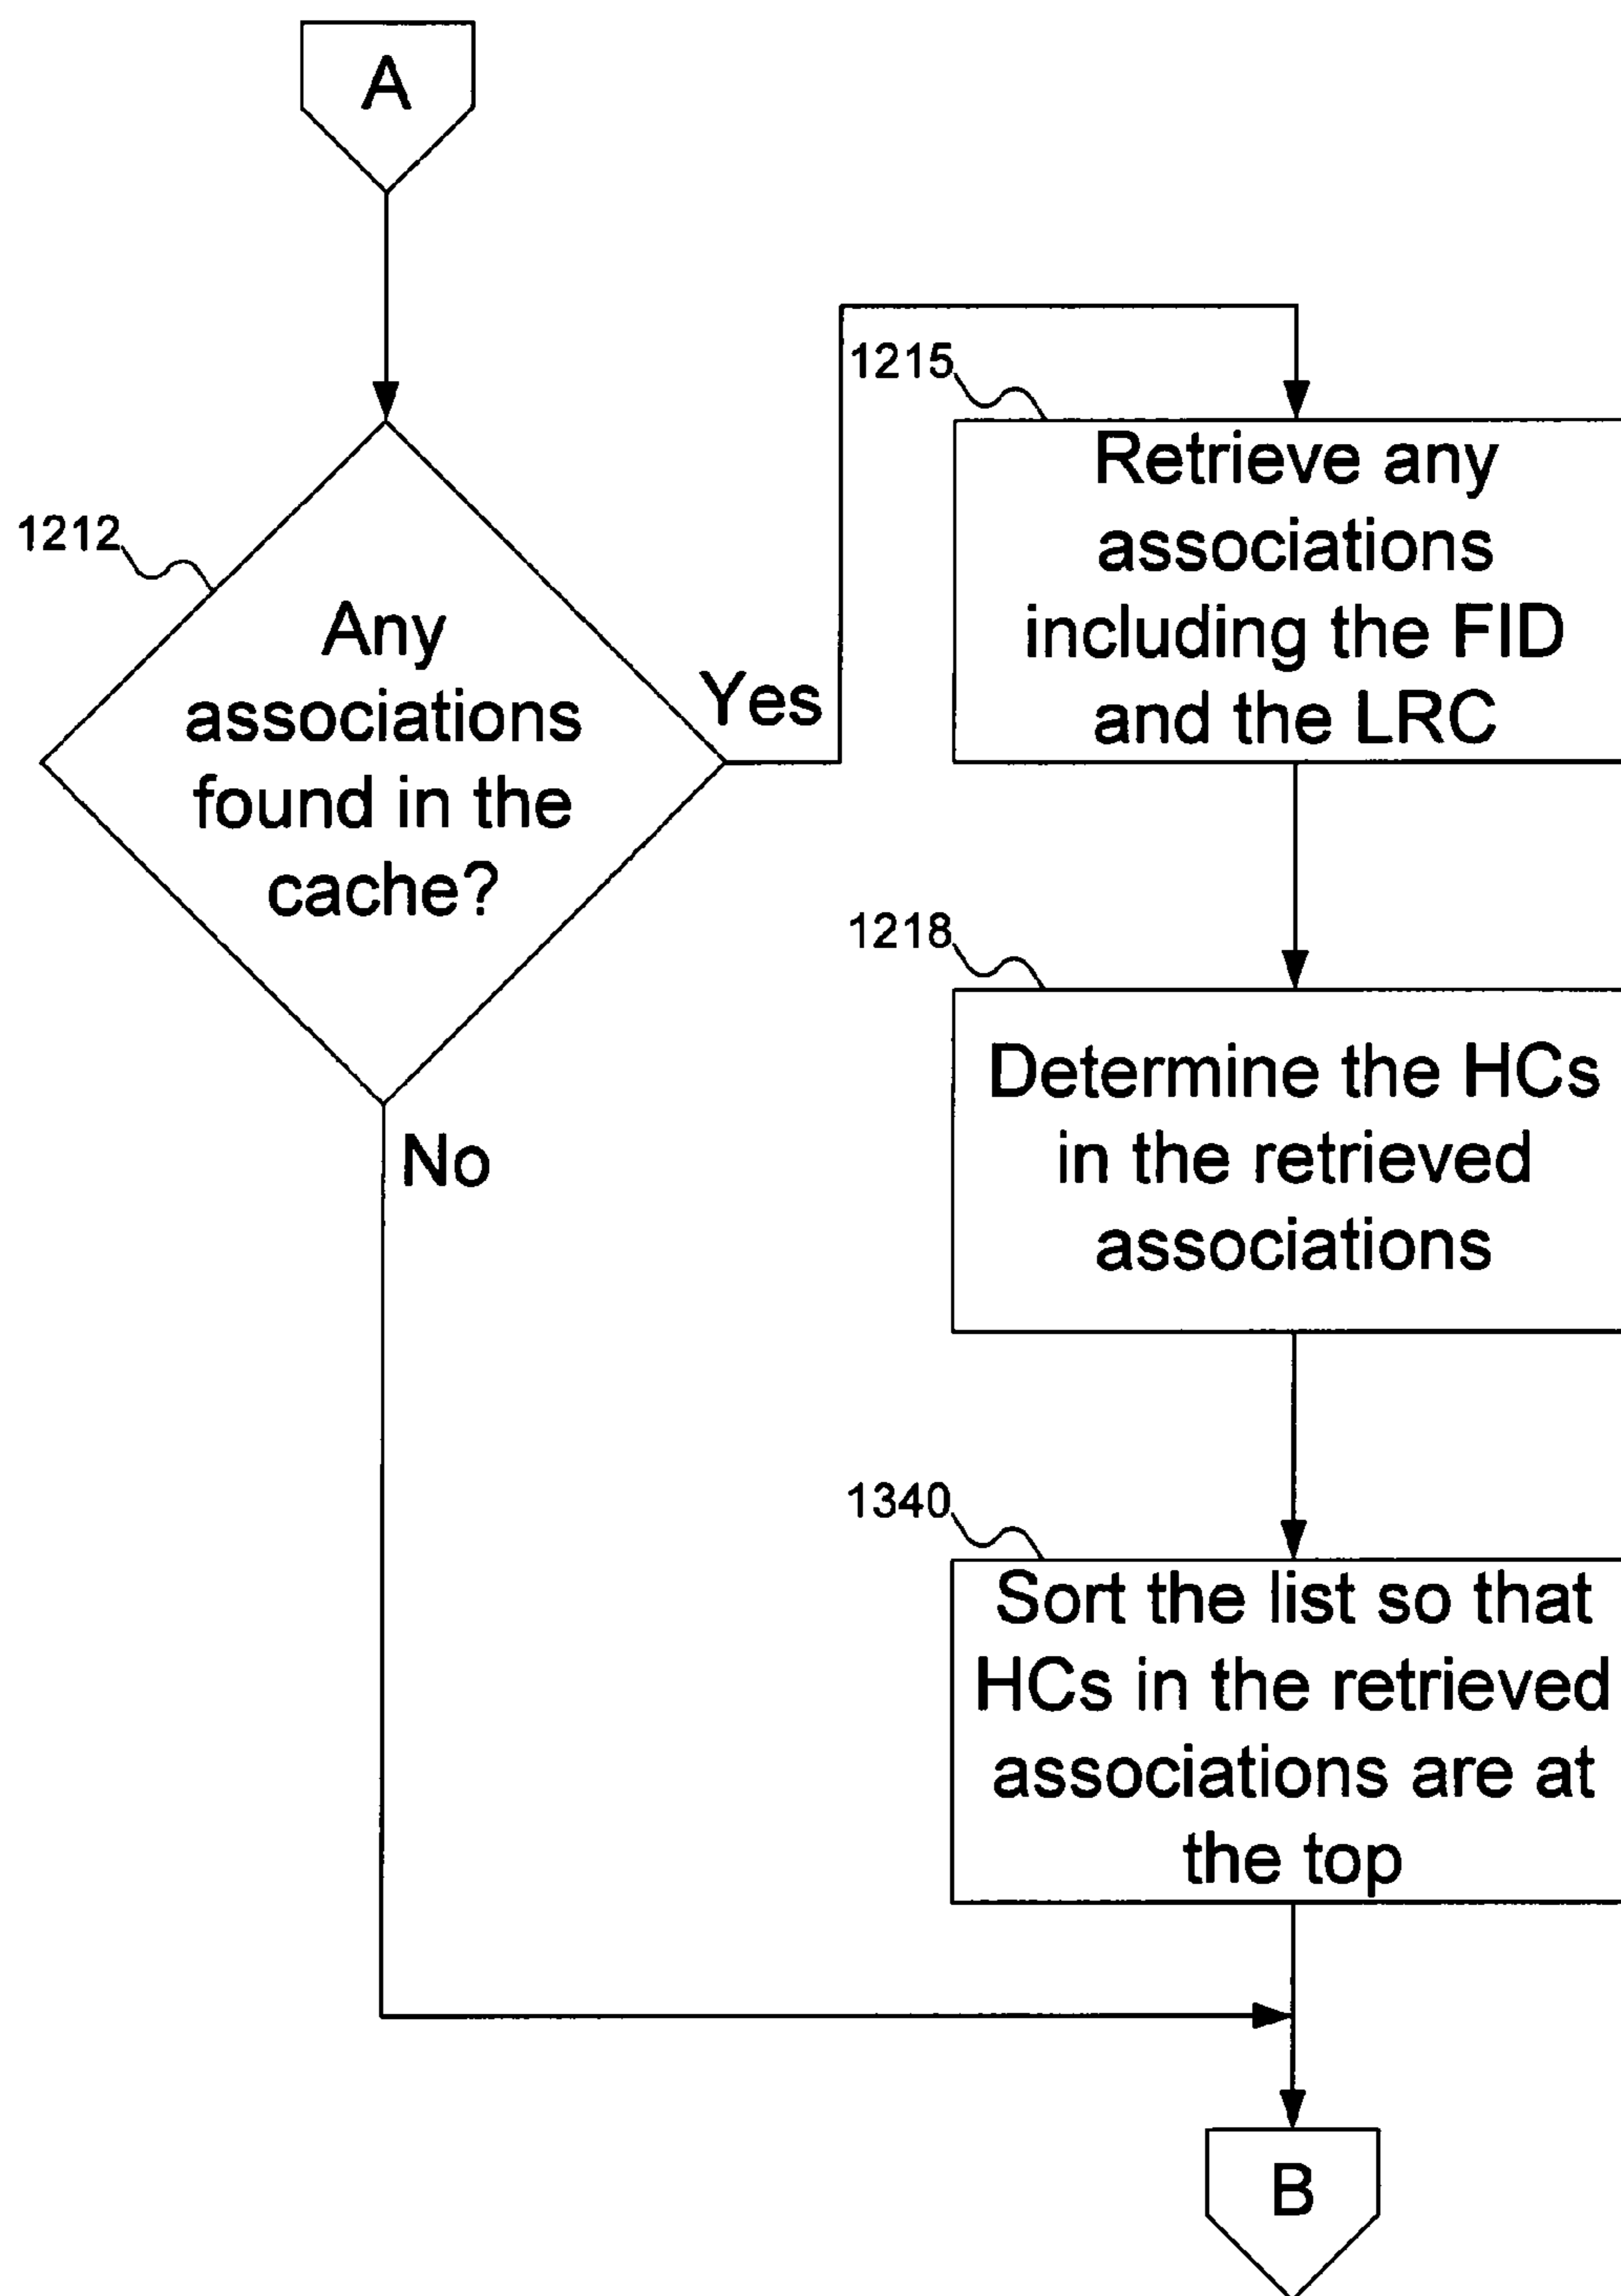 A
1212
Any
associations
found in the
cache?
Yes
No
1215
Retrieve any
associations
including the FID
and the LRC
1218
Determine the HCs
in the retrieved
associations
1340
Sort the list so that
HCs in the retrieved
associations are at
the top
B